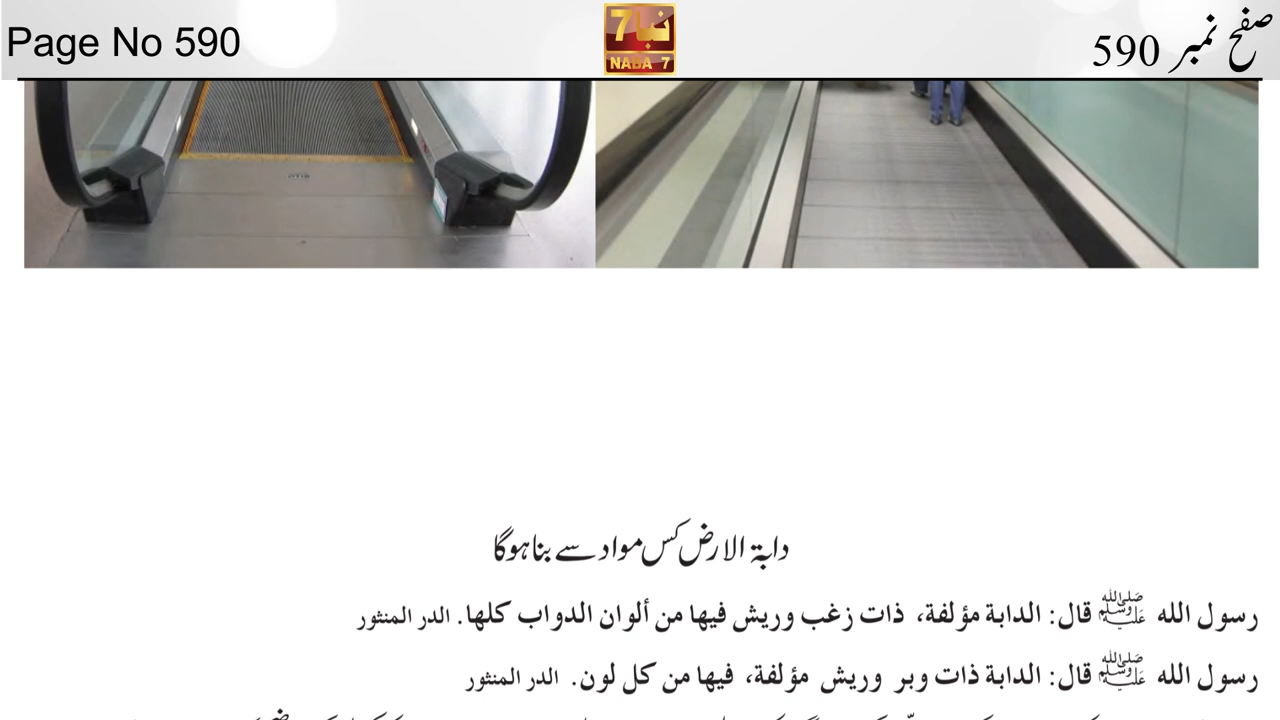 Page No 590
نبا 7
NABA 7
صفحہ نمبر 590
دابۃ الارض کس مواد سے بنا ہوگا
رسول الله ﷺ قال: الدابة مؤلفة، ذات زغب وريش فيها من ألوان الدواب كلها. الدر المنثور
رسول الله ﷺ قال: الدابة ذات وبر وريش مؤلفة، فيها من كل لون. الدر المنثور